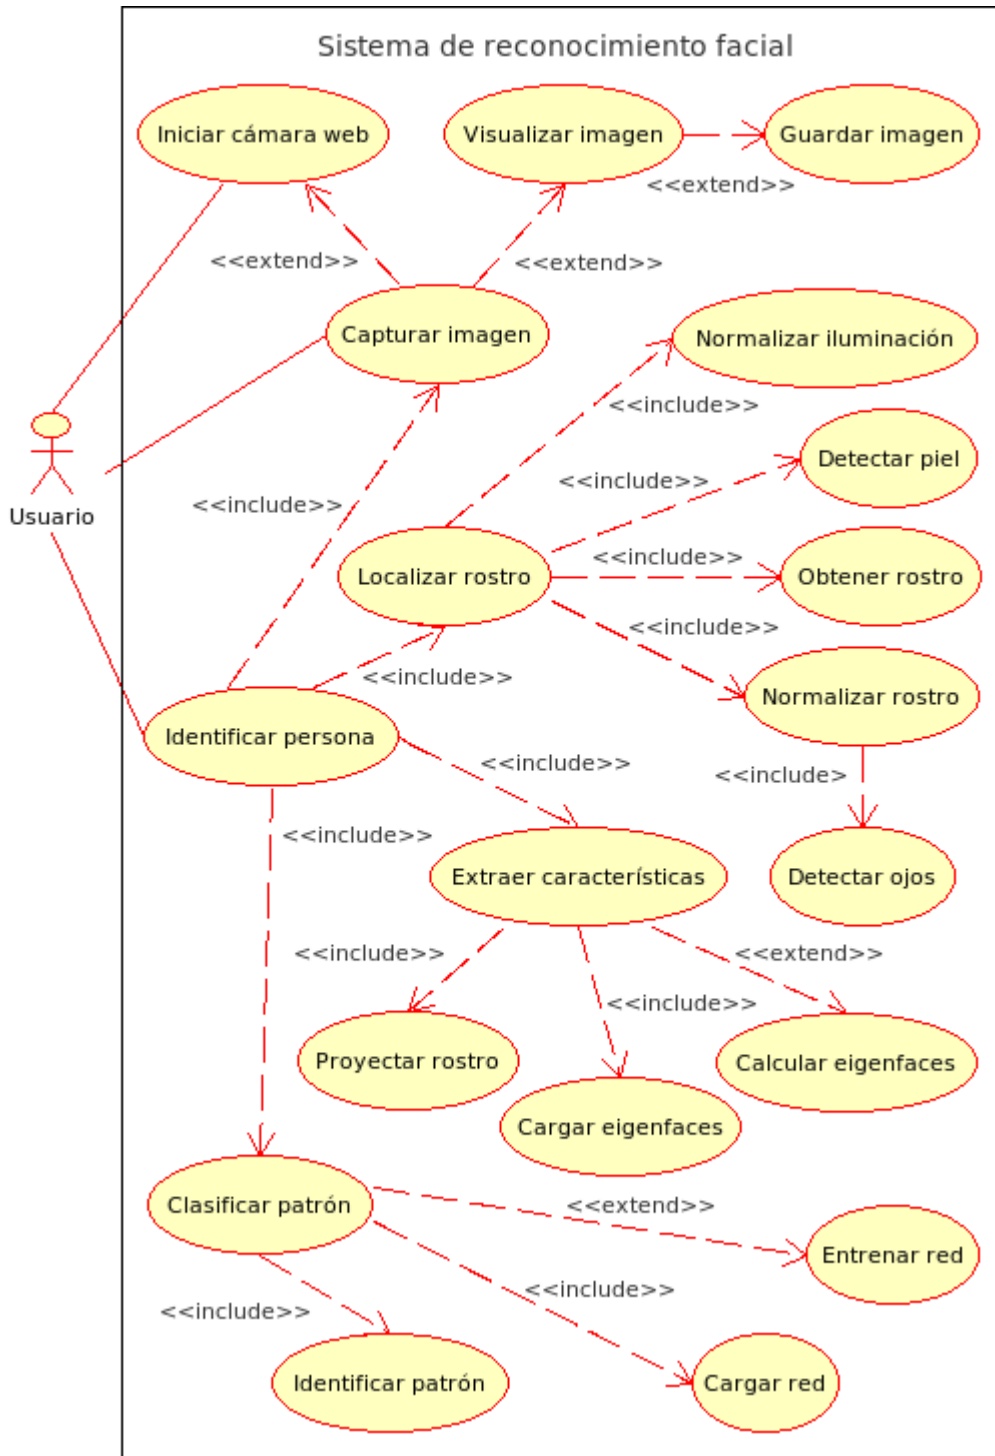 Sistema de reconocimiento facial
Iniciar cámara web
Visualizar imagen
Guardar imagen
<<extend>>
<<extend>>
<<extend>>
Capturar imagen
Normalizar iluminación
<<include>>
Detectar piel
<<include>>
<<include>>
Usuario
<<include>>
Localizar rostro
Obtener rostro
<<include>>
<<include>>
Normalizar rostro
Identificar persona
<<include>>
<<include>
<<include>>
Extraer características
Detectar ojos
<<include>>
<<extend>>
<<include>>
Proyectar rostro
Calcular eigenfaces
Cargar eigenfaces
Clasificar patrón
<<extend>>
Entrenar red
<<include>>
<<include>>
Identificar patrón
Cargar red